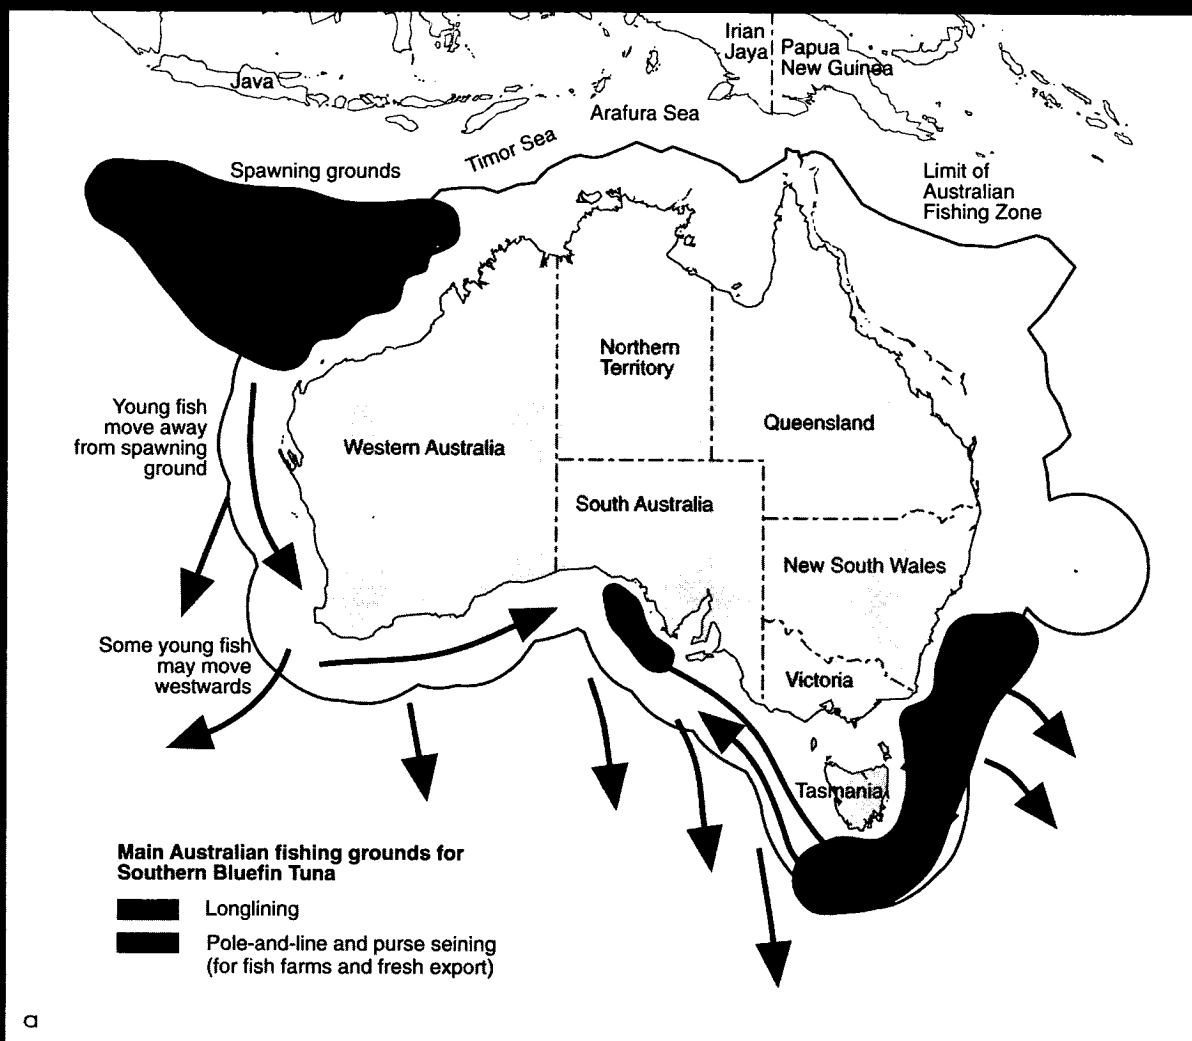 Irian
Jaya
Papua
New Guinea
Java
Arafura Sea
Timor Sea
Spawning grounds
Limit of
Australian
Fishing Zone
Northern
Territory
Young fish
move away
from spawning
ground
Western Australia
Queensland
South Australia
New South Wales
Some young fish
may move
westwards
Victoria
Tasmania
Main Australian fishing grounds for
Southern Bluefin Tuna
Longlining
Pole-and-line and purse seining
(for fish farms and fresh export)
a